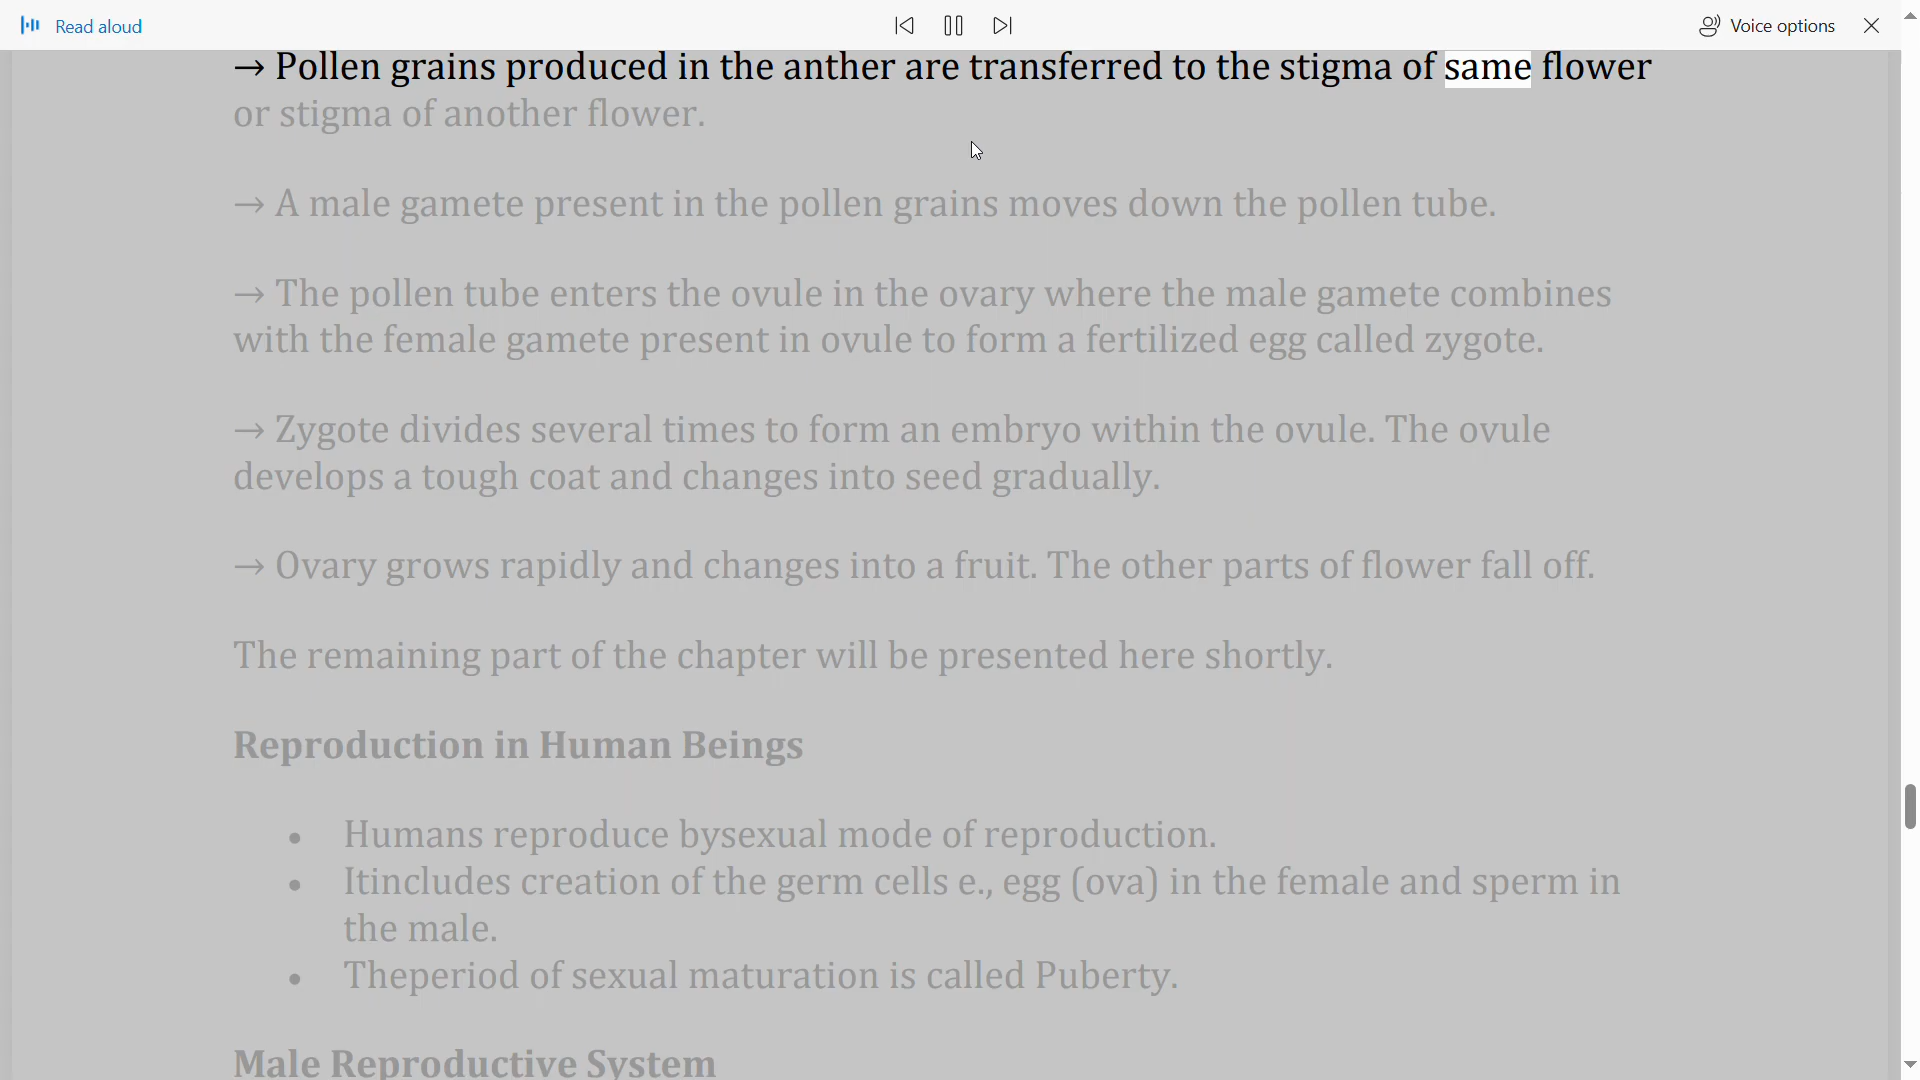 Read aloud
Voice options
→ Pollen grains produced in the anther are transferred to the stigma of same flower
or stigma of another flower.
→ A male gamete present in the pollen grains moves down the pollen tube.
→ The pollen tube enters the ovule in the ovary where the male gamete combines
with the female gamete present in ovule to form a fertilized egg called zygote.
→ Zygote divides several times to form an embryo within the ovule. The ovule
develops a tough coat and changes into seed gradually.
→ Ovary grows rapidly and changes into a fruit. The other parts of flower fall off.
The remaining part of the chapter will be presented here shortly.
Reproduction in Human Beings
• Humans reproduce bysexual mode of reproduction.
• Itincludes creation of the germ cells e., egg (ova) in the female and sperm in
the male.
• Theperiod of sexual maturation is called Puberty.
Male Reproductive System